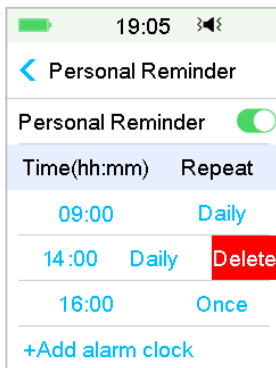 19:05
Personal Reminder
Personal Reminder
Time(hh:mm) Repeat
09:00 Daily
14:00 Daily Delete
16:00 Once
+Add alarm clock